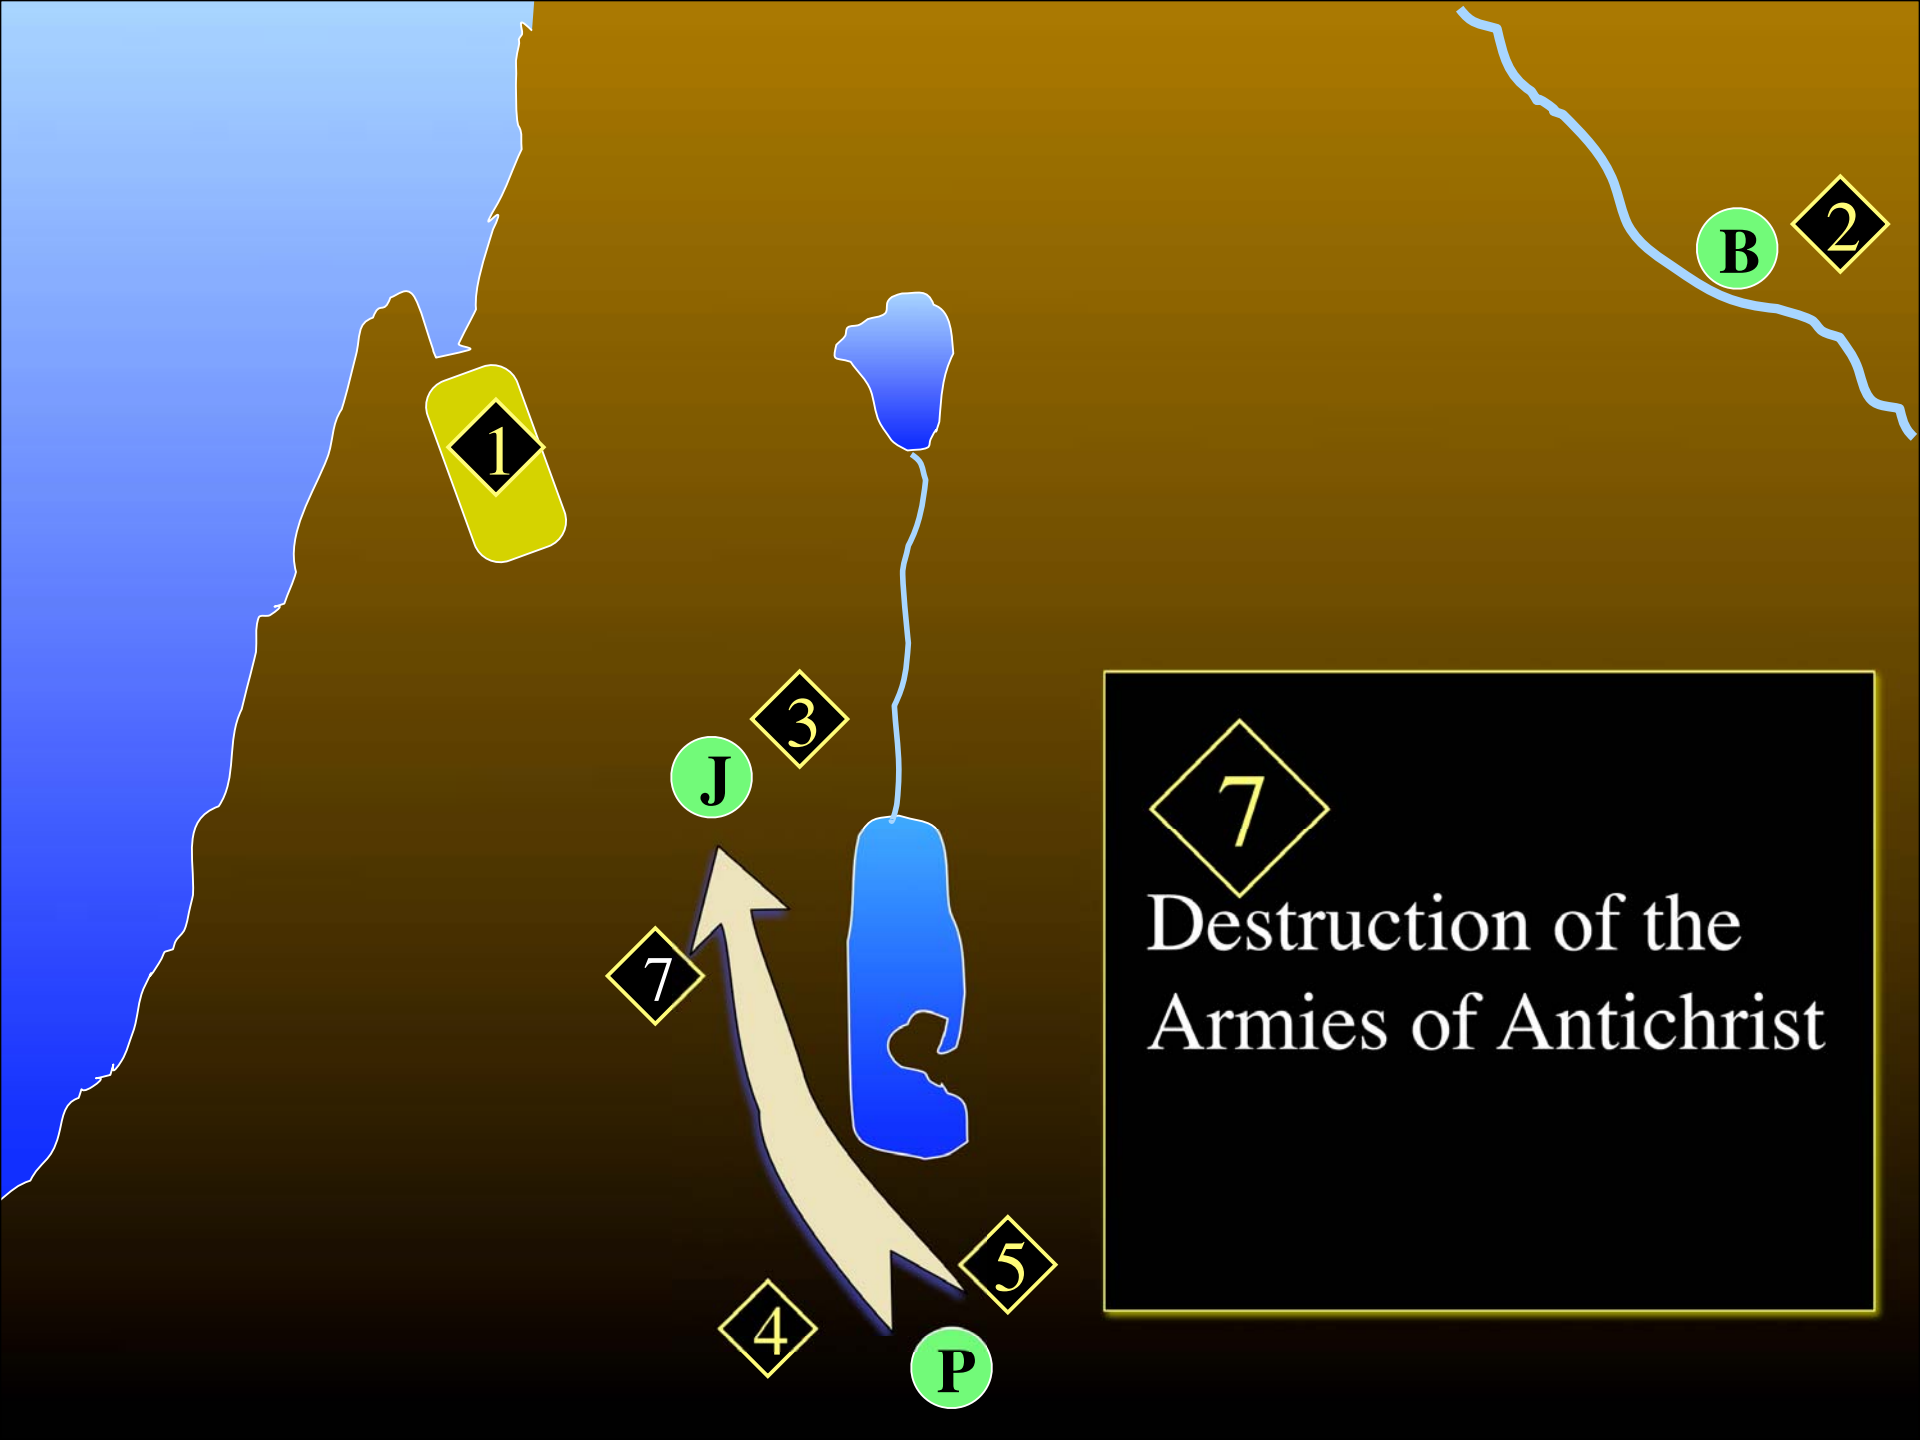 2
B
1
3
J
7
Destruction of the
Armies of Antichrist
7
5
4
P